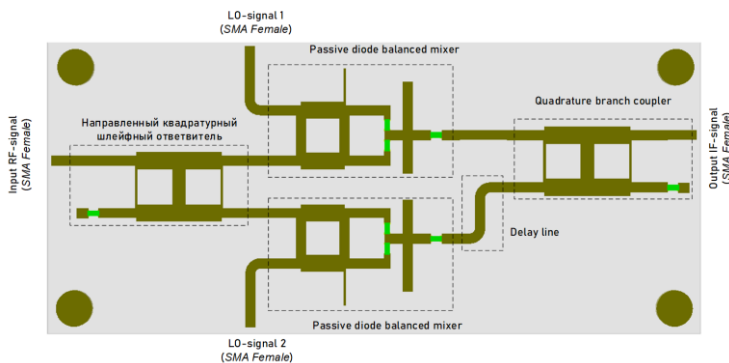 LO-signal 1
(SMA Female)
Passive diode balanced mixer
Направленный квадратурный
шлейфный ответвитель
Quadrature branch coupler
Input RF-signal
(SMA Female)
Output IF-signal
(SMA Female)
Delay line
Passive diode balanced mixer
LO-signal 2
(SMA Female)